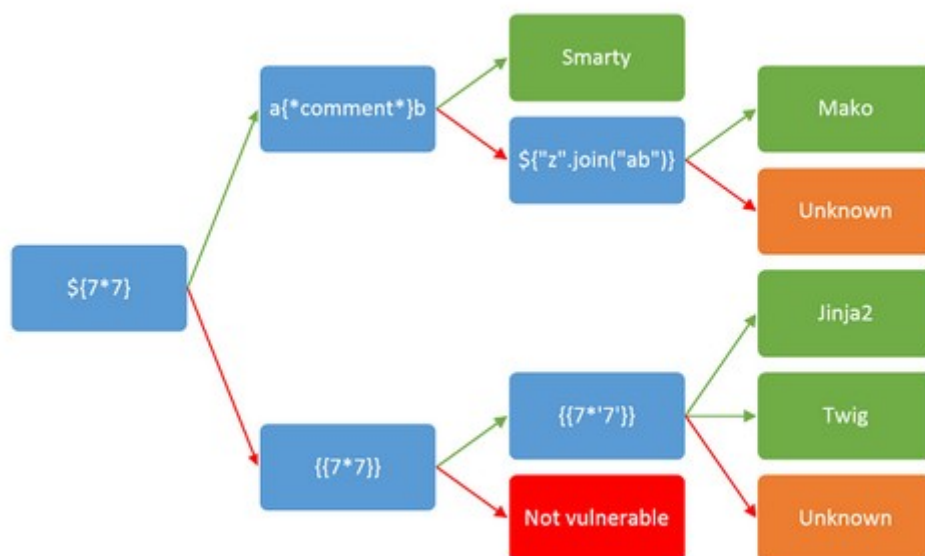 ${7*7}
a{*comment*}b
Smarty
${"z".join("ab")}
Mako
Unknown
{{7*7}}
{{7*'7'}}
Not vulnerable
Jinja2
Twig
Unknown